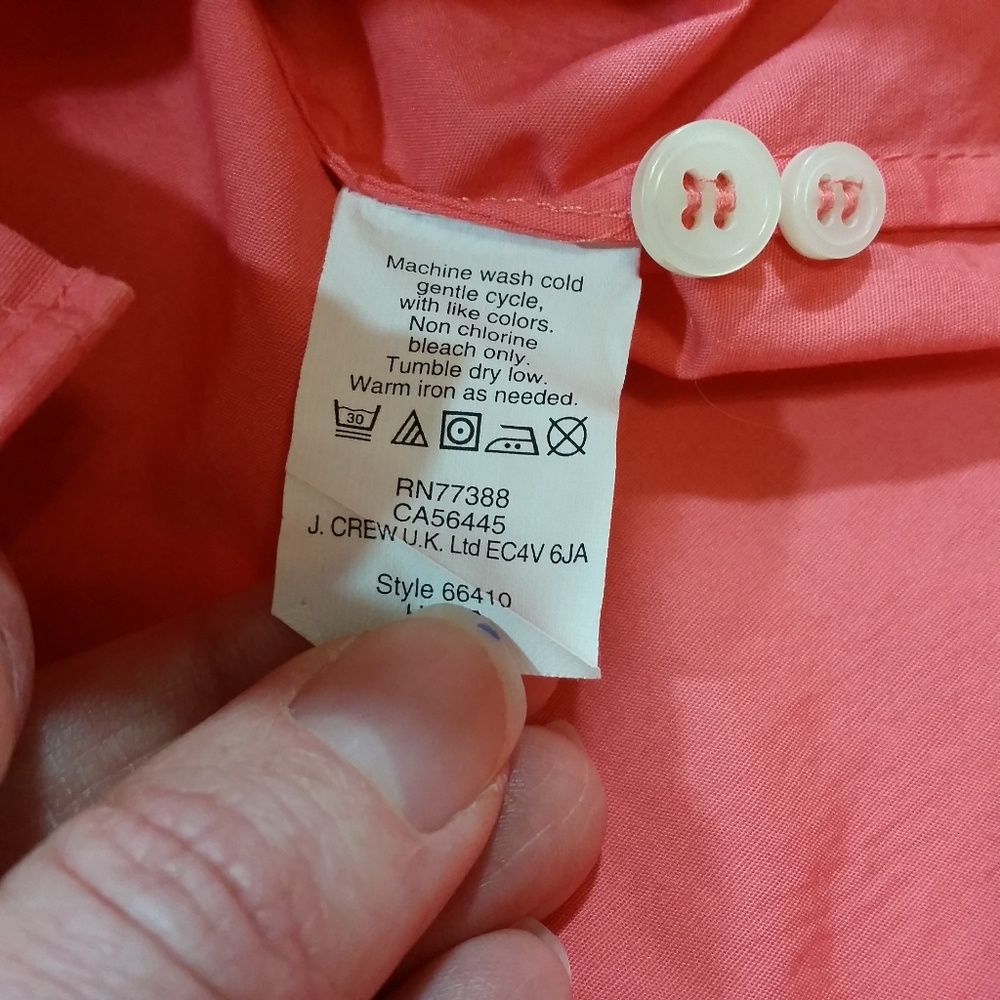 Machine wash cold
gentle cycle,
with like colors.
Non chlorine
bleach only.
Tumble dry low.
Warm iron as needed.
30
RN77388
CA56445
J. CREW U.K. Ltd EC4V 6JA
Style 66410